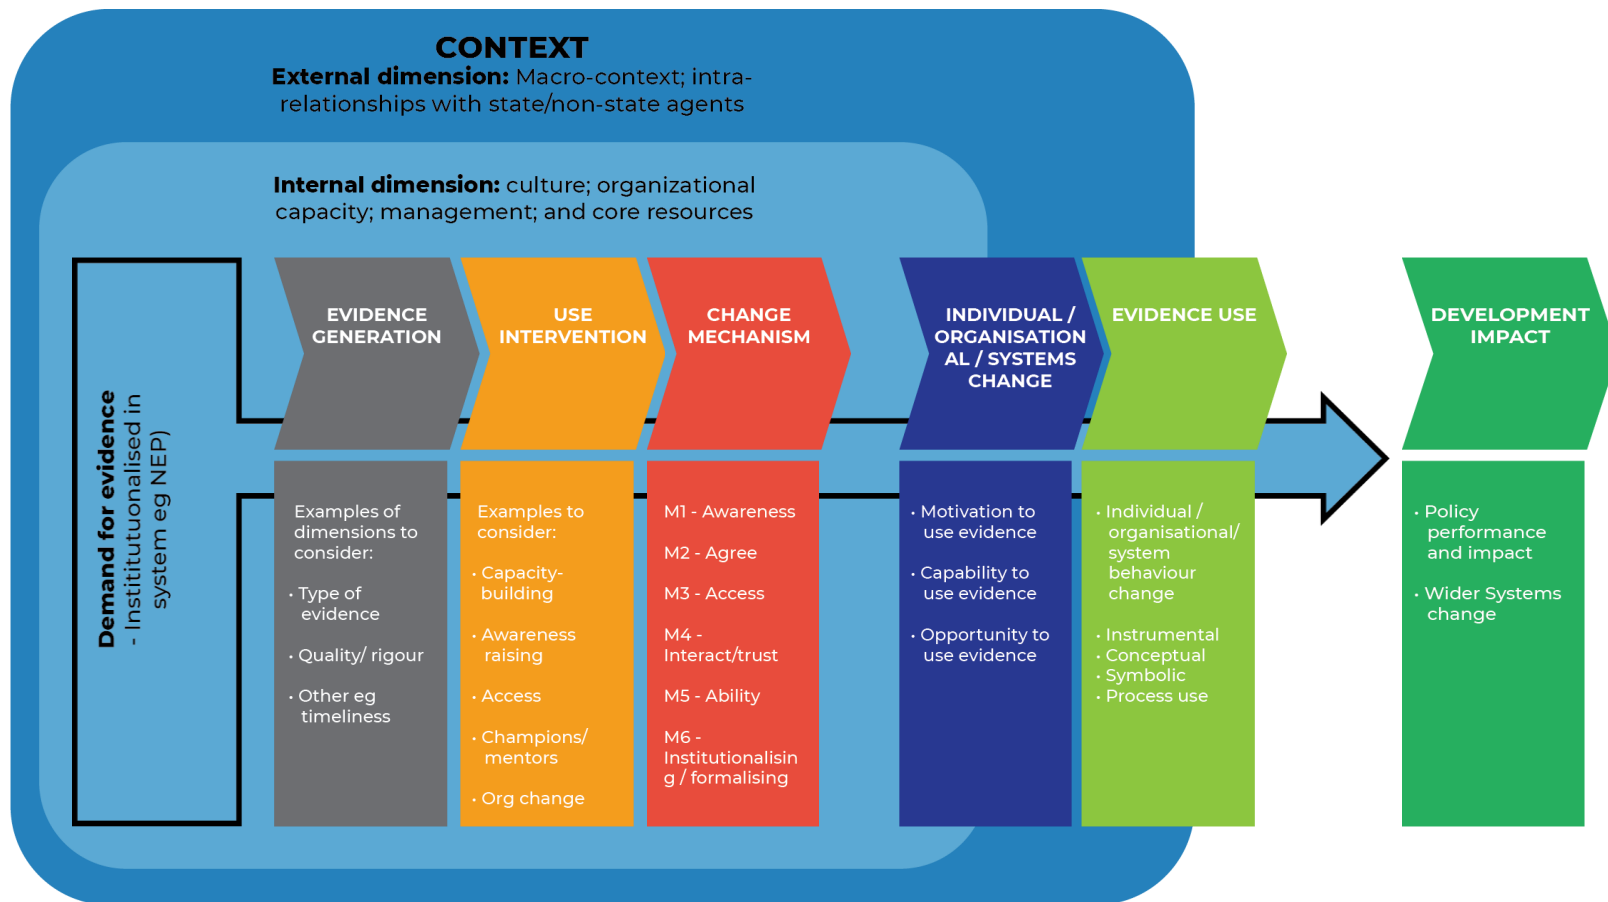 CONTEXT
External dimension: Macro-context; intra-
relationships with state/non-state agents
Internal dimension: culture; organizational
capacity; management; and core resources
Demand for evidence
- Instititutuonalised in
system eg NEP)
EVIDENCE
GENERATION
Examples of
dimensions to
consider:
• Type of
evidence
• Quality/ rigour
• Other eg
timeliness
USE
INTERVENTION
Examples to
consider:
• Capacity-
building
• Awareness
raising
• Access
• Champions/
mentors
• Org change
CHANGE
MECHANISM
M1 - Awareness
M2 - Agree
M3 - Access
M4 -
Interact/trust
M5 - Ability
M6 -
Institutionalisin
g / formalising
INDIVIDUAL /
ORGANISATION
AL / SYSTEMS
CHANGE
• Motivation to
use evidence
• Capability to
use evidence
• Opportunity to
use evidence
EVIDENCE USE
• Individual /
organisational/
system
behaviour
change
• Instrumental
• Conceptual
• Symbolic
• Process use
DEVELOPMENT
IMPACT
• Policy
performance
and impact
• Wider Systems
change